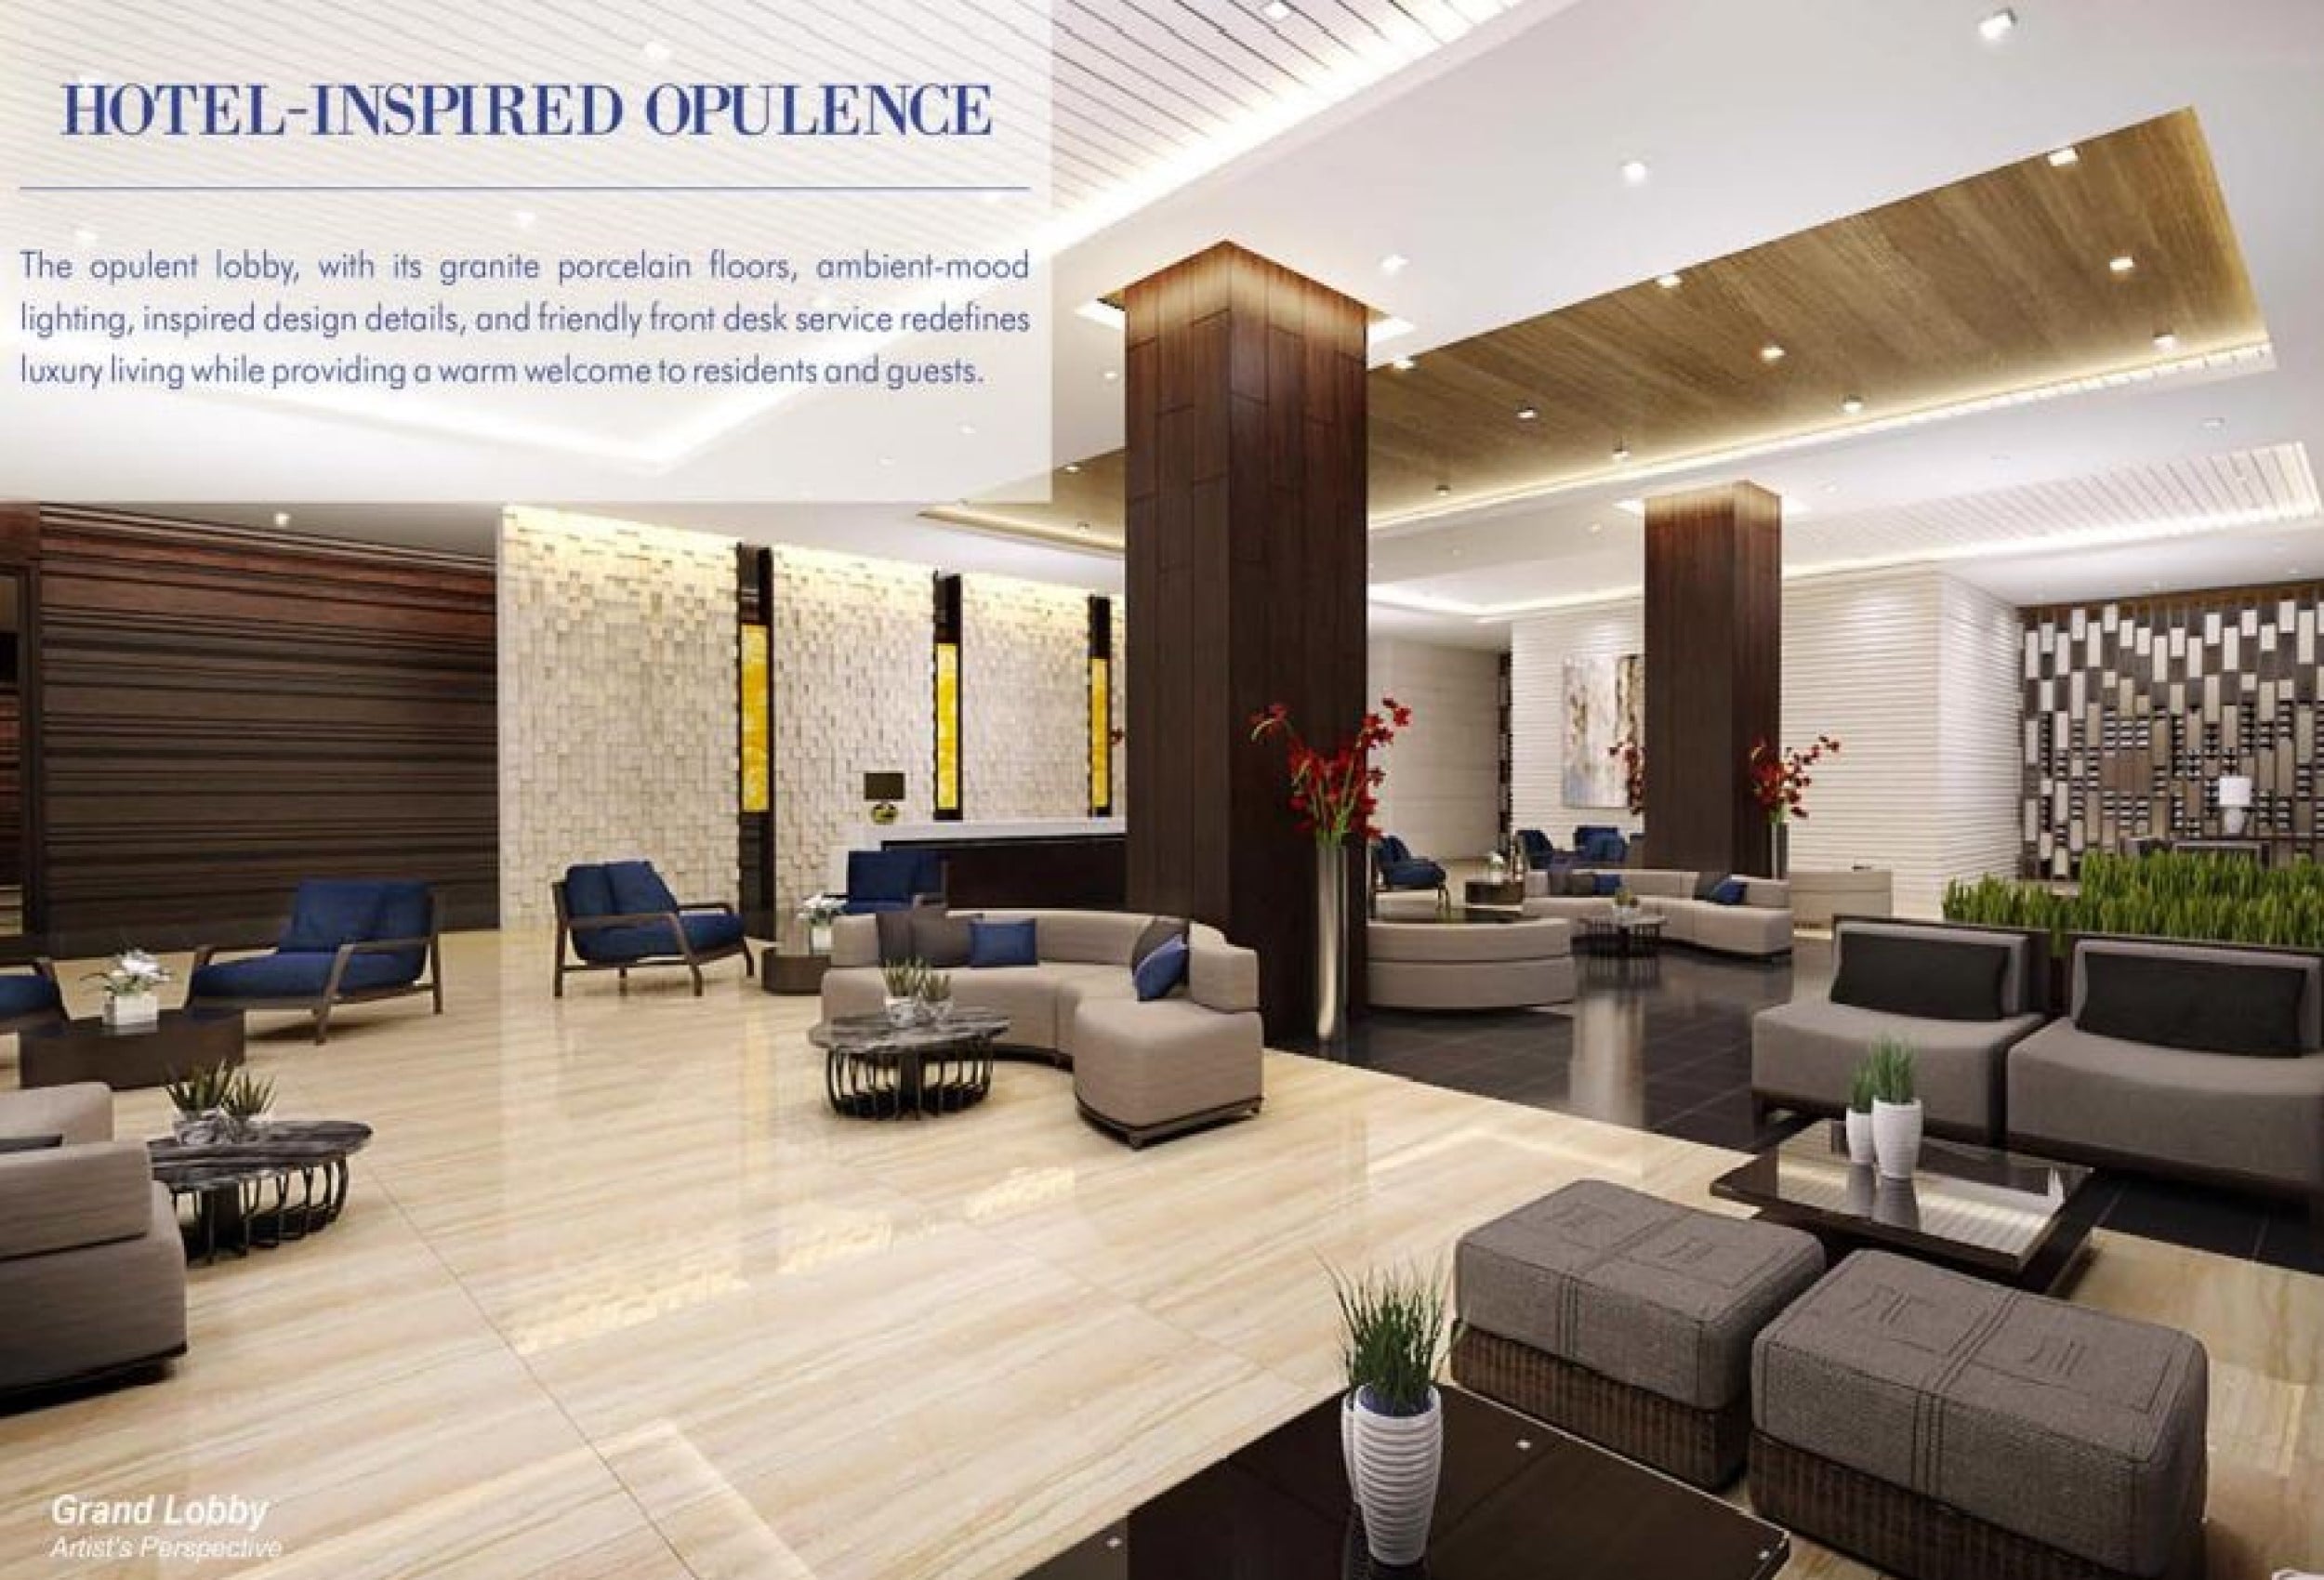 HOTEL-INSPIRED OPULENCE
The opulent lobby, with its granite porcelain floors, ambient-mood
lighting, inspired design details, and friendly front desk service redefines
luxury living while providing a warm welcome to residents and guests.
Grand Lobby
Artist's Perspective